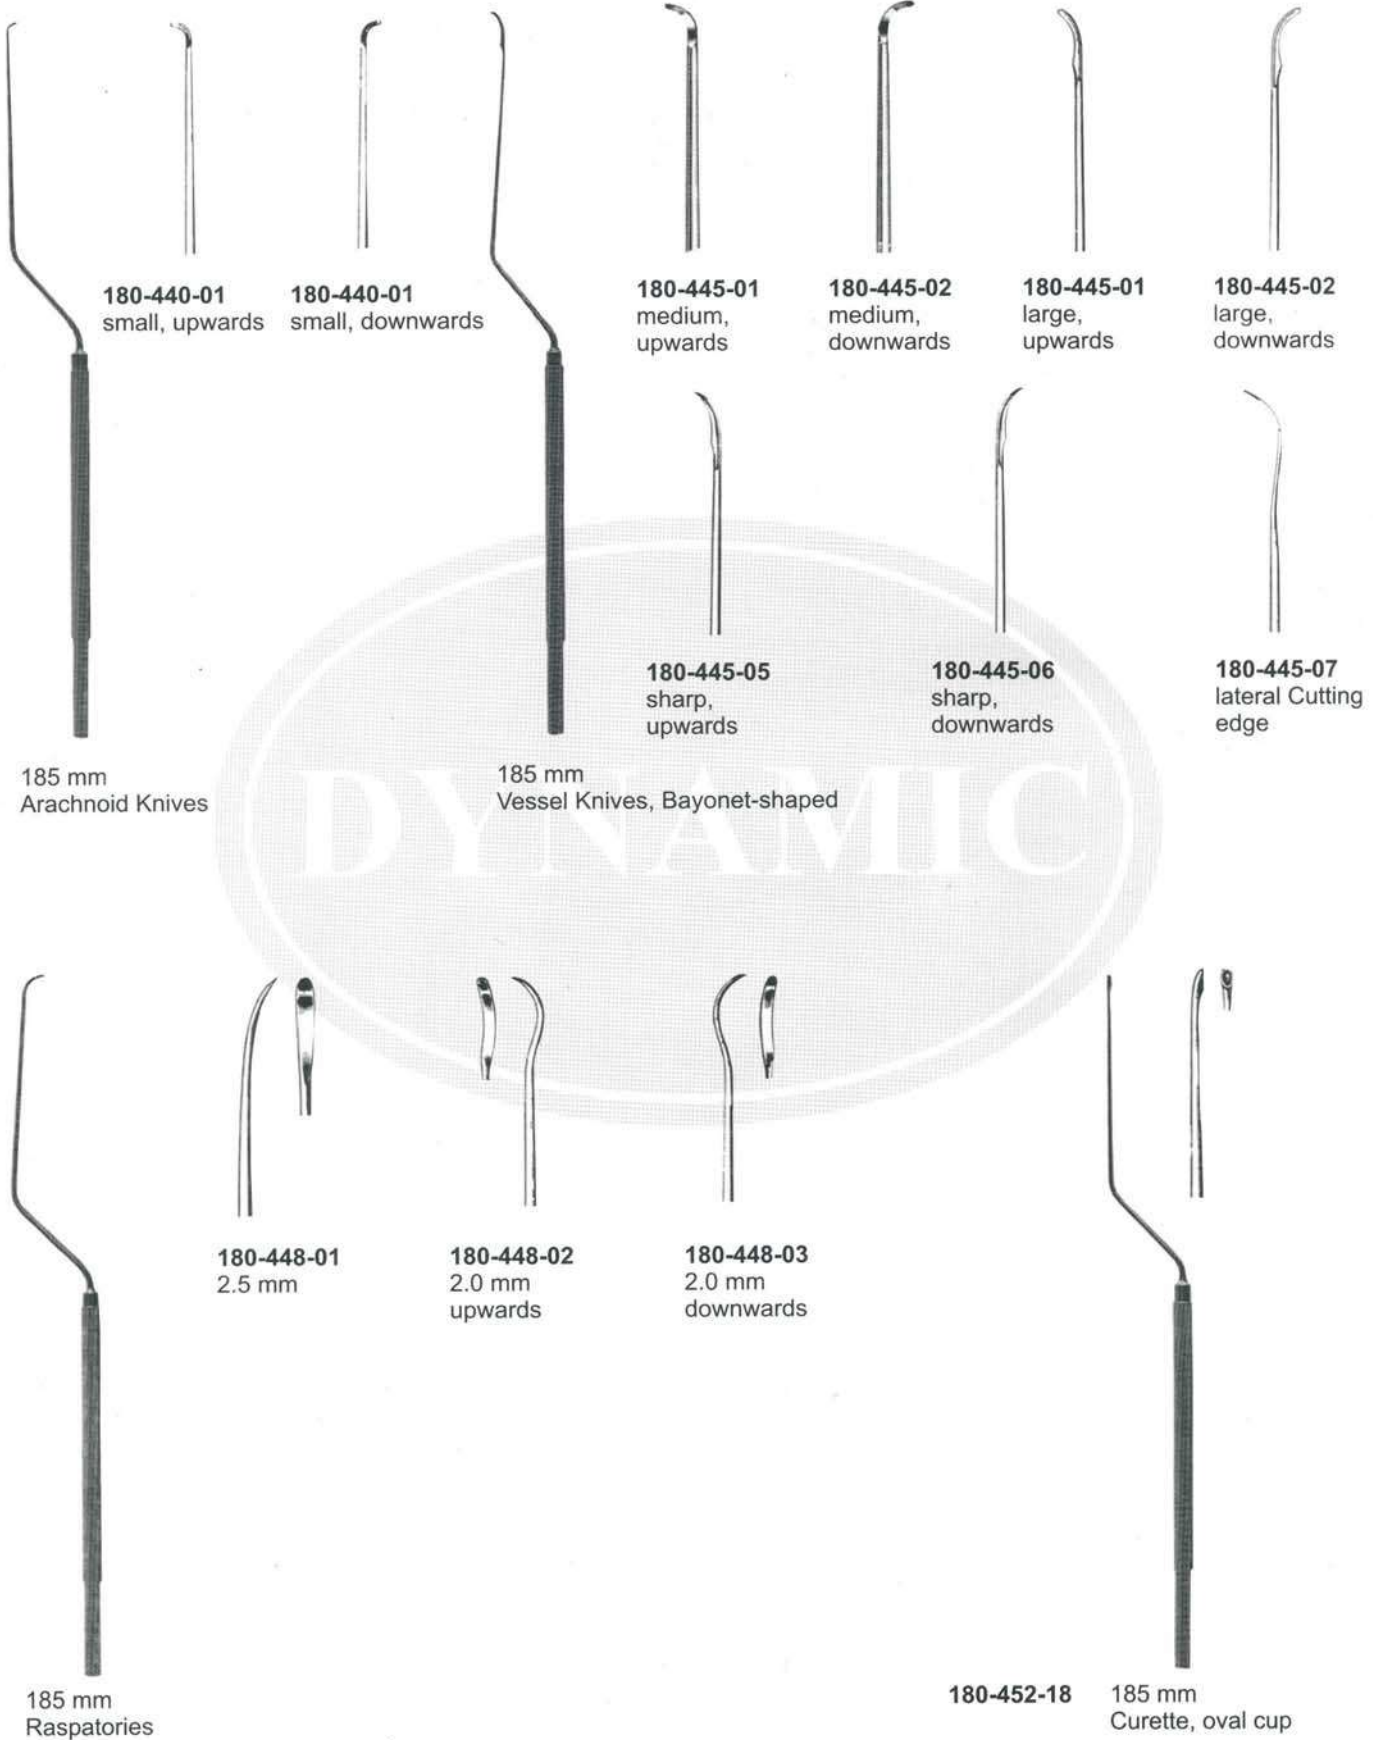 180-440-01
small, upwards
180-440-01
small, downwards
180-445-01
medium,
upwards
180-445-02
medium,
downwards
180-445-01
large,
upwards
180-445-02
large,
downwards
180-445-05
sharp,
upwards
180-445-06
sharp,
downwards
180-445-07
lateral Cutting
edge
185 mm
Arachnoid Knives
185 mm
Vessel Knives, Bayonet-shaped
DYNAMIC
180-448-01
2.5 mm
180-448-02
2.0 mm
upwards
180-448-03
2.0 mm
downwards
185 mm
Raspatories
180-452-18
185 mm
Curette, oval cup